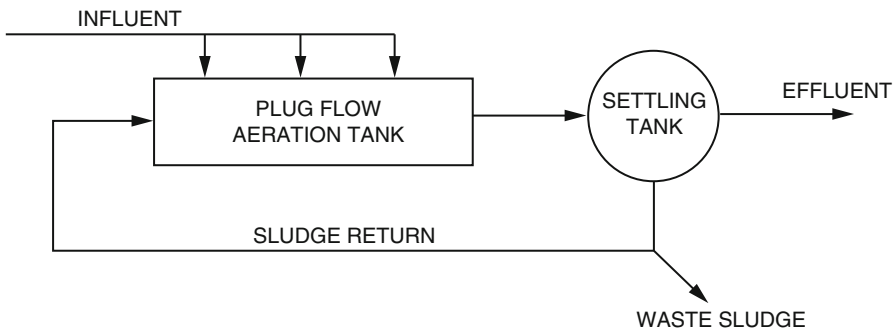 INFLUENT
PLUG FLOW
AERATION TANK
SETTLING
TANK
EFFLUENT
SLUDGE RETURN
WASTE SLUDGE